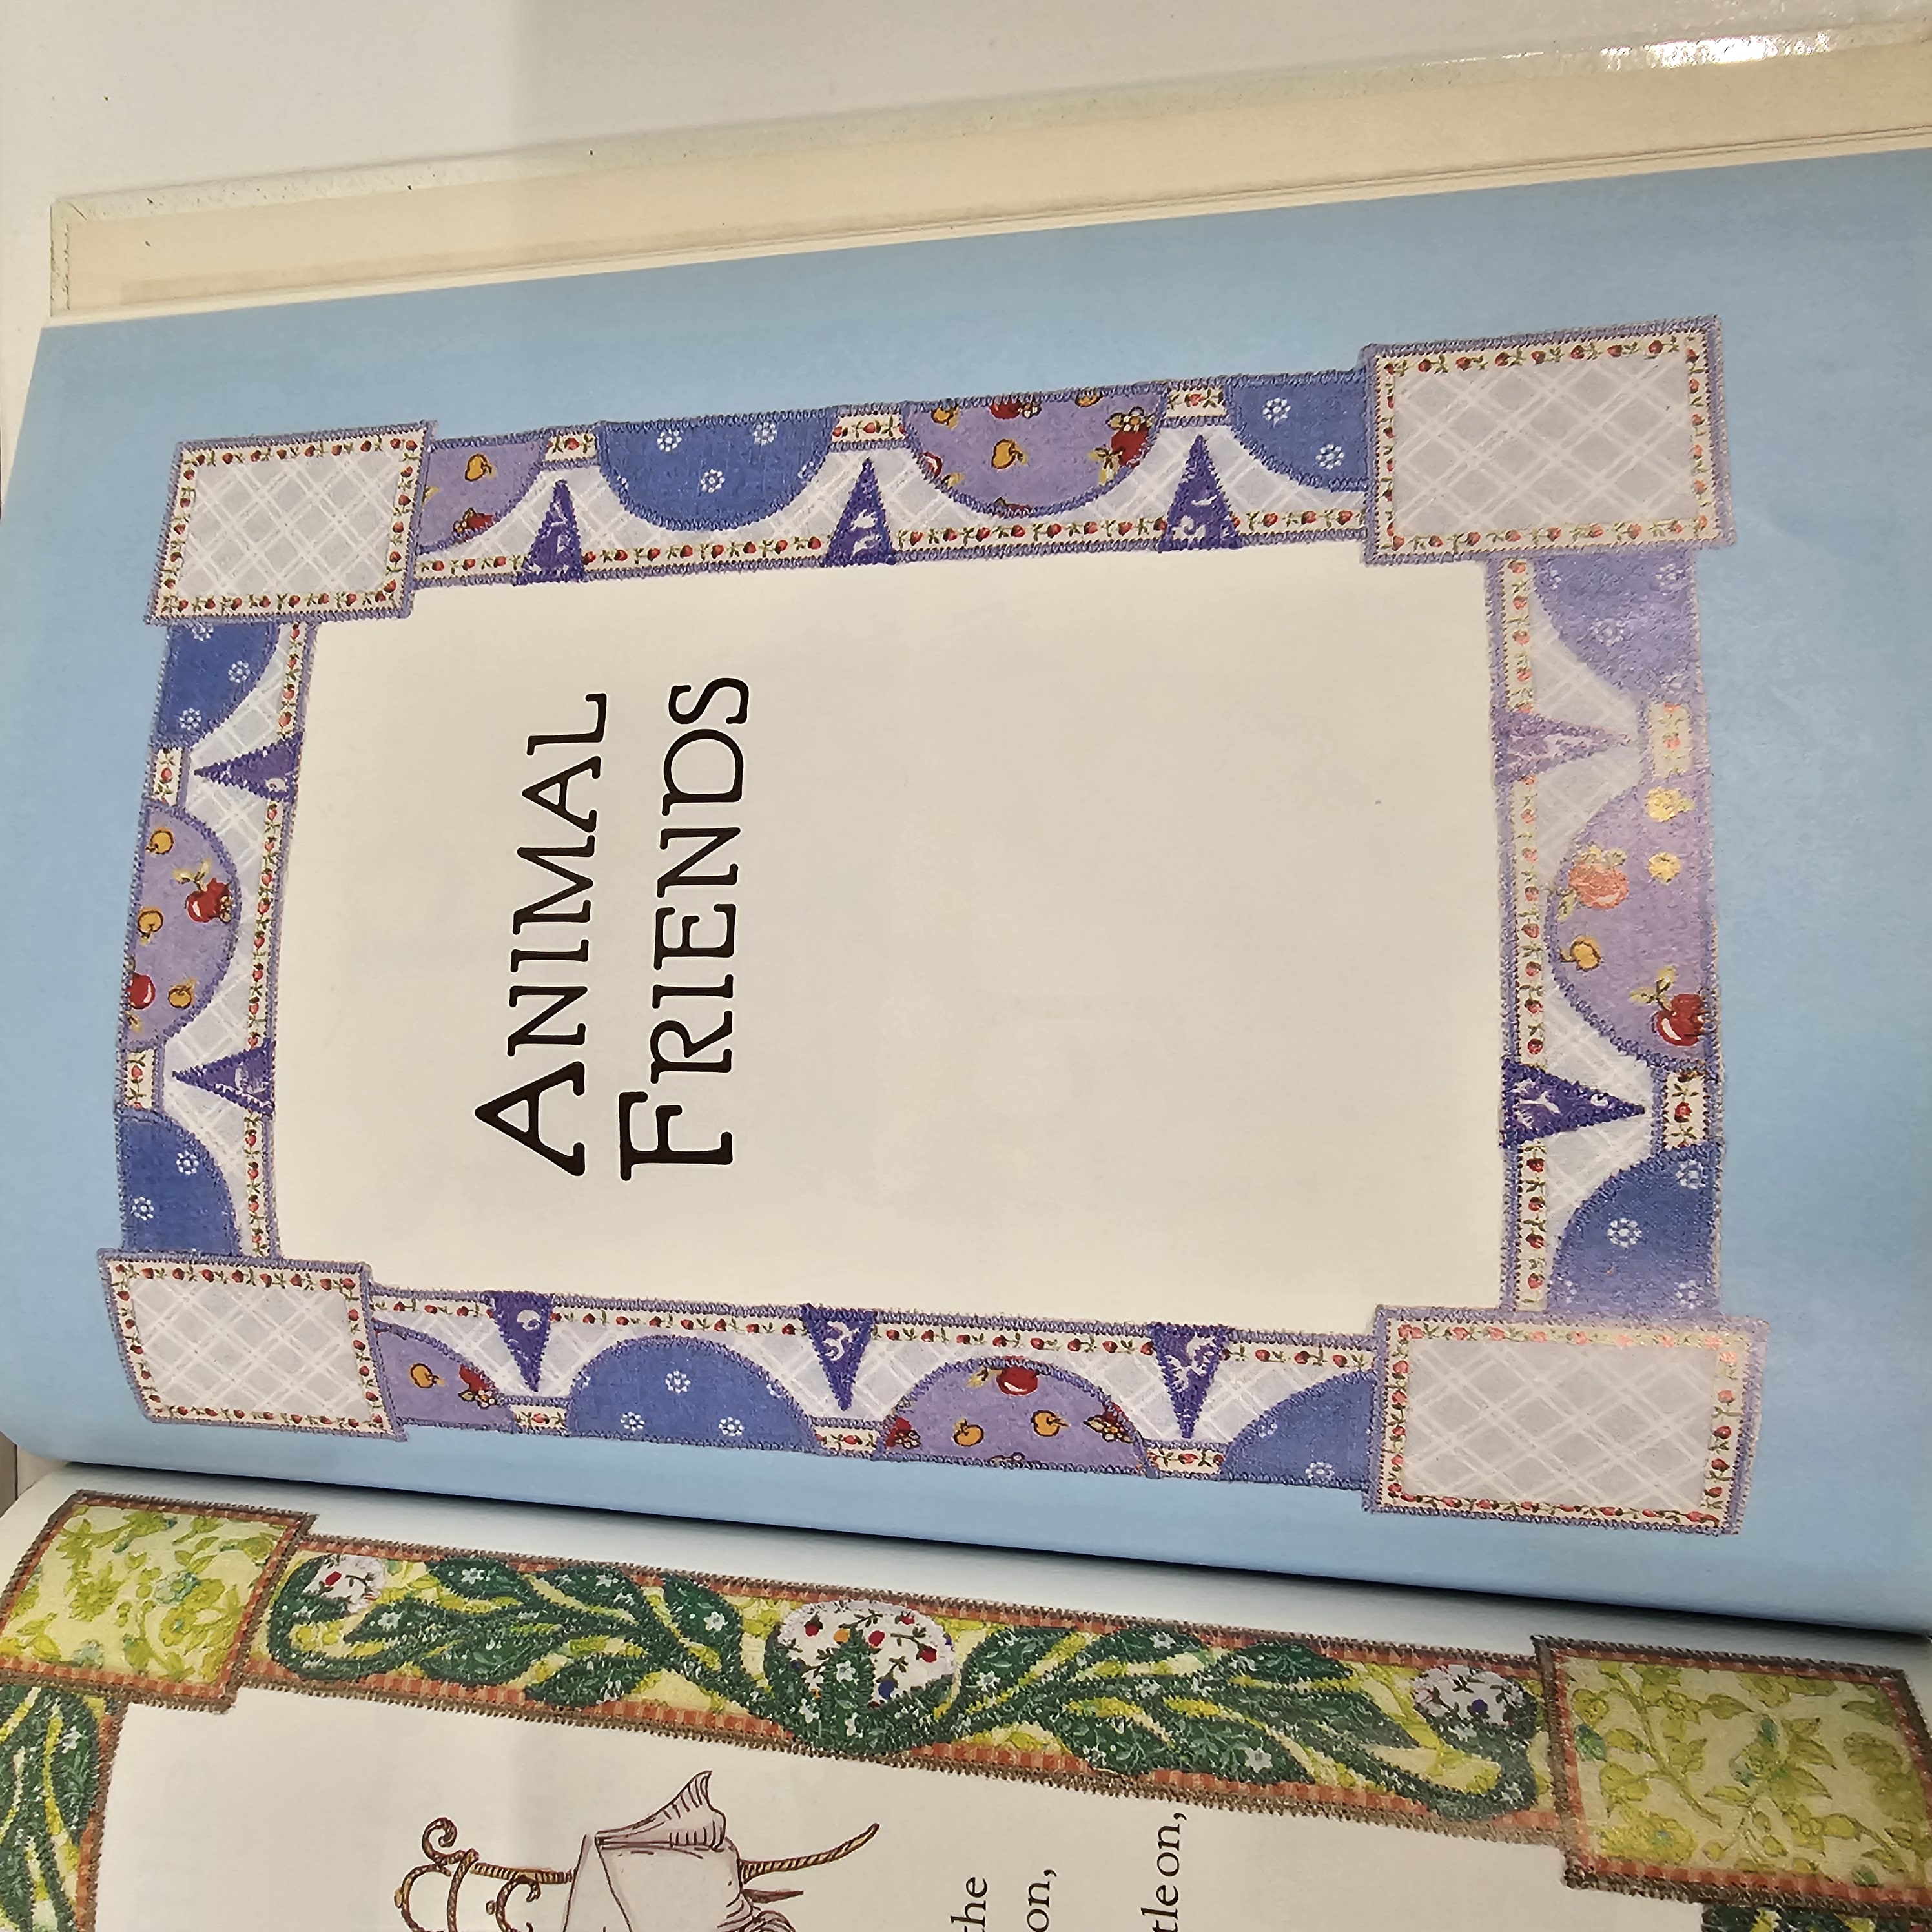 the
on,
tle on,
ANIMAL
FRIENDS